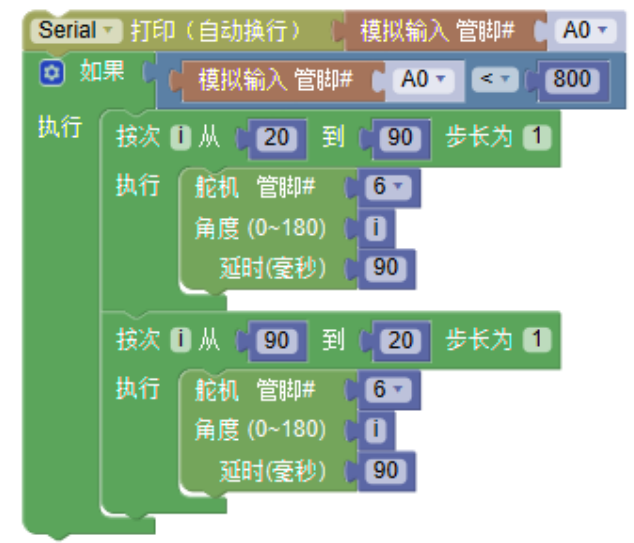 Serial 打印（自动换行） 模拟输入 管脚# A0
如果 模拟输入 管脚# A0 < 800
执行 按次 i 从 20 到 90 步长为 1
执行 舵机 管脚# 6
角度 (0~180) i
延时(毫秒) 90
按次 i 从 90 到 20 步长为 1
执行 舵机 管脚# 6
角度 (0~180) i
延时(毫秒) 90